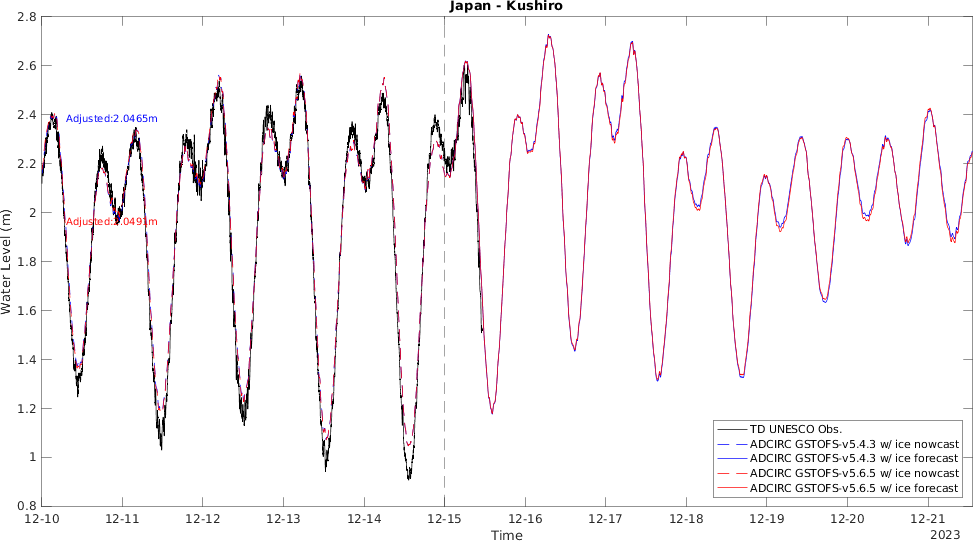 Japan - Kushiro
2.8
2.6
2.4
2.2
2
1.8
1.6
1.4
1.2
1
0.8
Water Level (m)
Adjusted:2.0465m
Adjusted:2.0491m
TD UNESCO Obs.
ADCIRC GSTOFS-v5.4.3 w/ ice nowcast
ADCIRC GSTOFS-v5.4.3 w/ ice forecast
ADCIRC GSTOFS-v5.6.5 w/ ice nowcast
ADCIRC GSTOFS-v5.6.5 w/ ice forecast
12-10 12-11 12-12 12-13 12-14 12-15 12-16 12-17 12-18 12-19 12-20 12-21
Time
2023